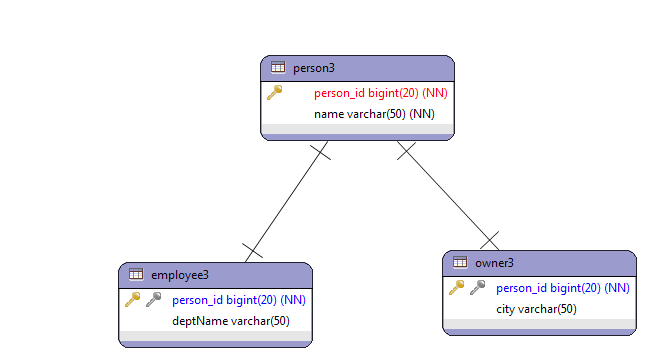 person3
person_id bigint(20) (NN)
name varchar(50) (NN)
employee3
person_id bigint(20) (NN)
deptName varchar(50)
owner3
person_id bigint(20) (NN)
city varchar(50)